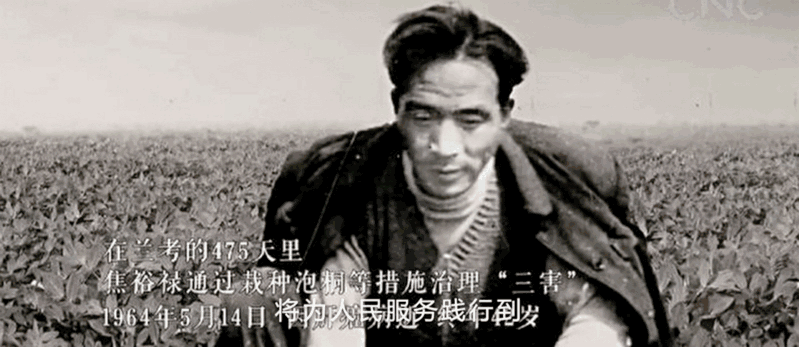 CNC
在兰考的475天里
焦裕禄通过栽种泡桐等措施治理“三害”
1964年5月14日
将为人民服务践行到
岁